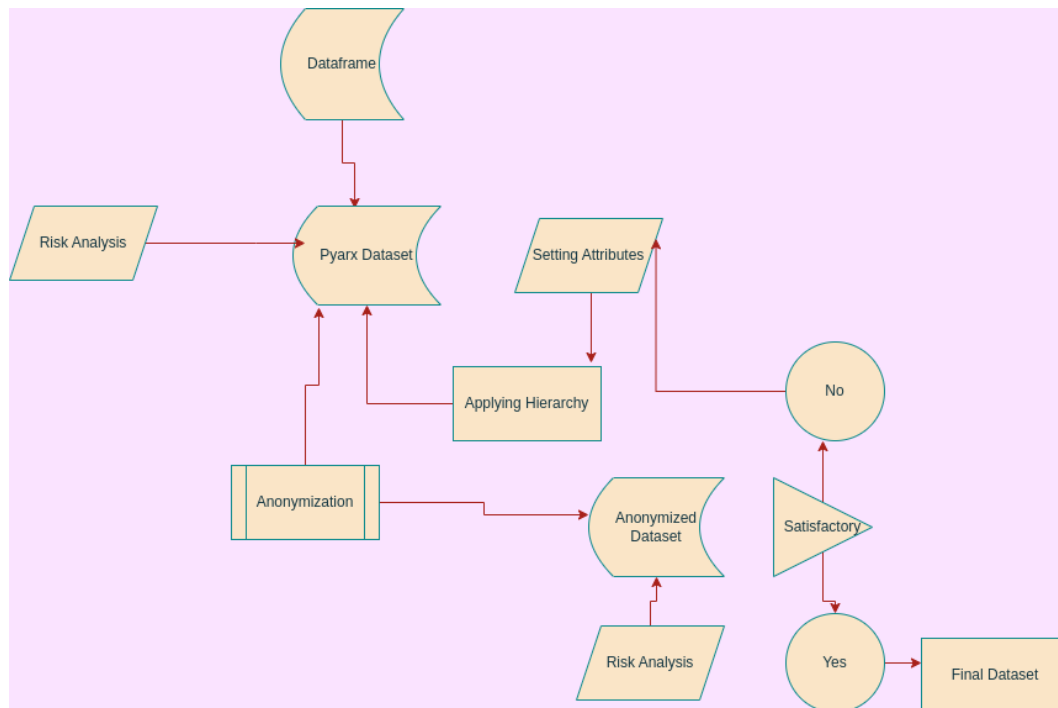 Dataframe
Risk Analysis
Pyarx Dataset
Setting Attributes
Applying Hierarchy
No
Anonymization
Anonymized
Dataset
Satisfactory
Risk Analysis
Yes
Final Dataset